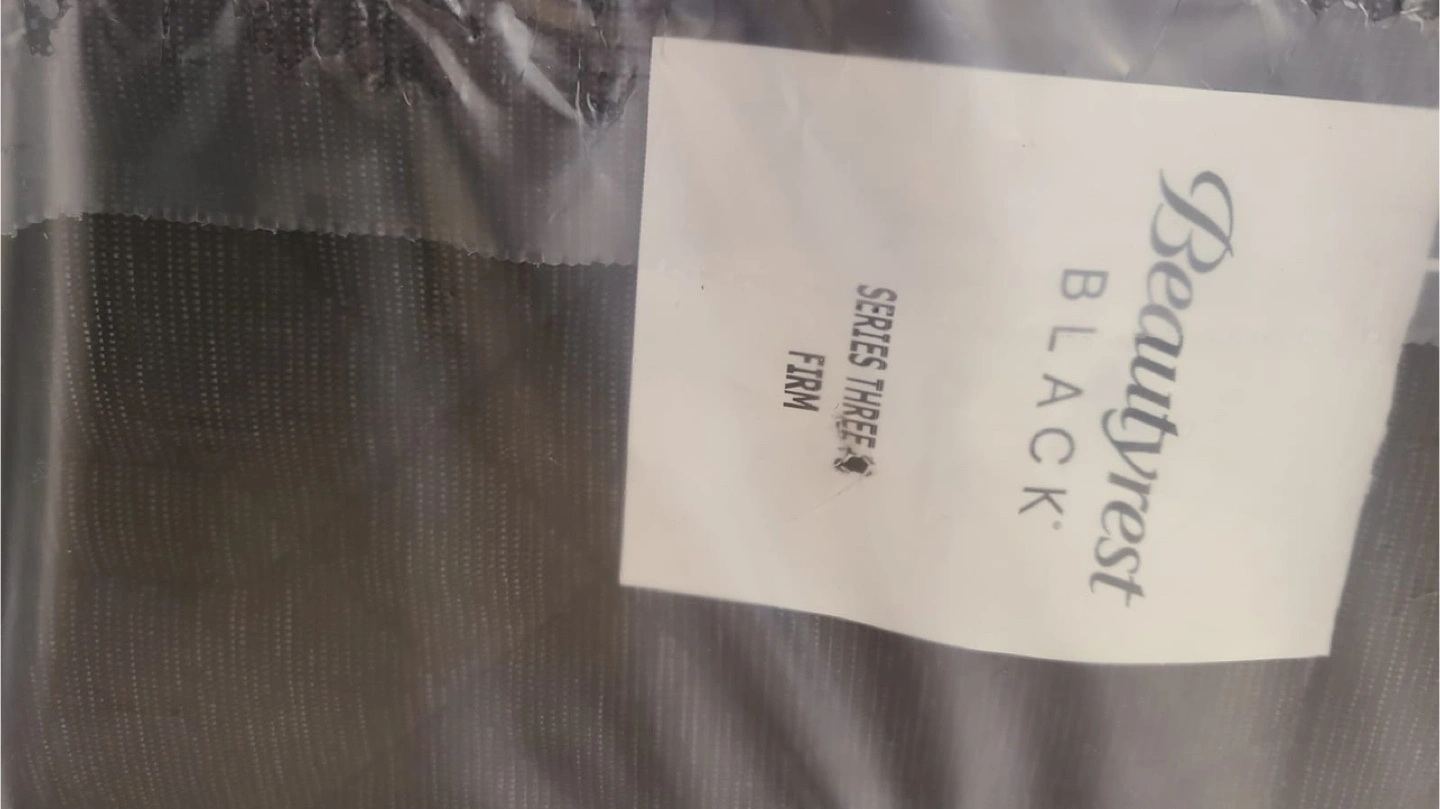 Beautyrest
BLACK®
SERIES THREE
FIRM